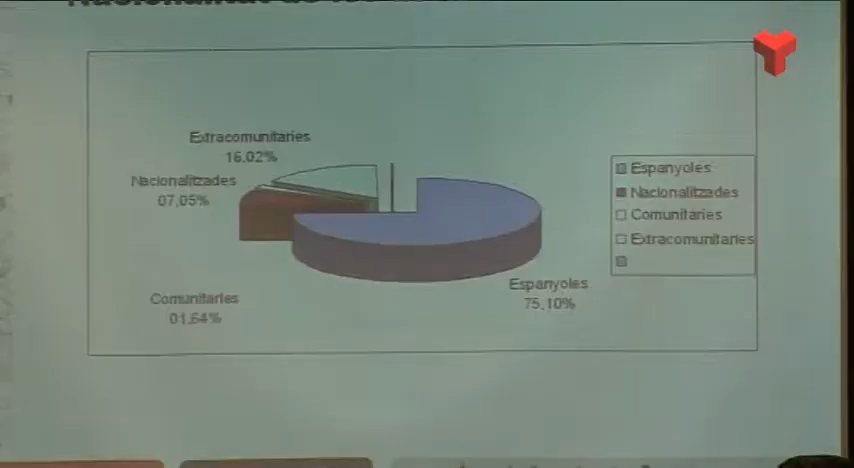 Extracomunitaries
16,02%
Nacionalitzades
07,05%
Comunitaries
01,64%
Espanyoles
75,10%
Espanyoles
Nacionalitzades
Comunitaries
Extracomunitaries